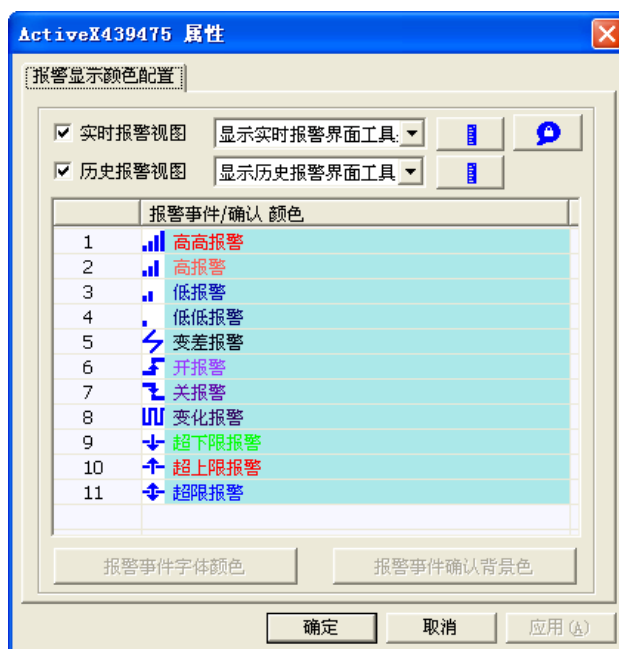 ActiveX439475 属性
报警显示颜色配置
实时报警视图 显示实时报警界面工具
历史报警视图 显示历史报警界面工具
报警事件/确认 颜色
1 高高报警
2 高报警
3 低报警
4 低低报警
5 变差报警
6 开报警
7 关报警
8 变化报警
9 超下限报警
10 超上限报警
11 超限报警
报警事件字体颜色 报警事件确认背景色
确定 取消 应用(A)